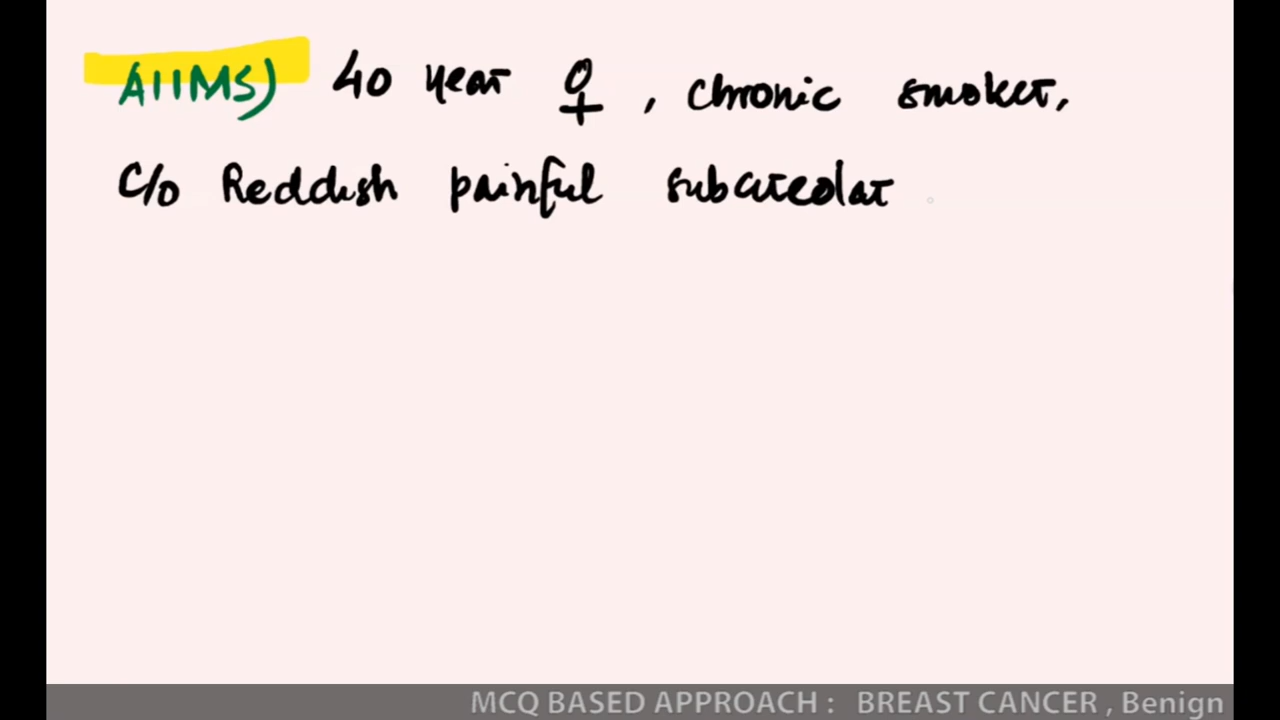 AIIMS) 40 year ♀, chronic smoker,
C/o Reddish painful subareolar
MCQ BASED APPROACH : BREAST CANCER , Benign